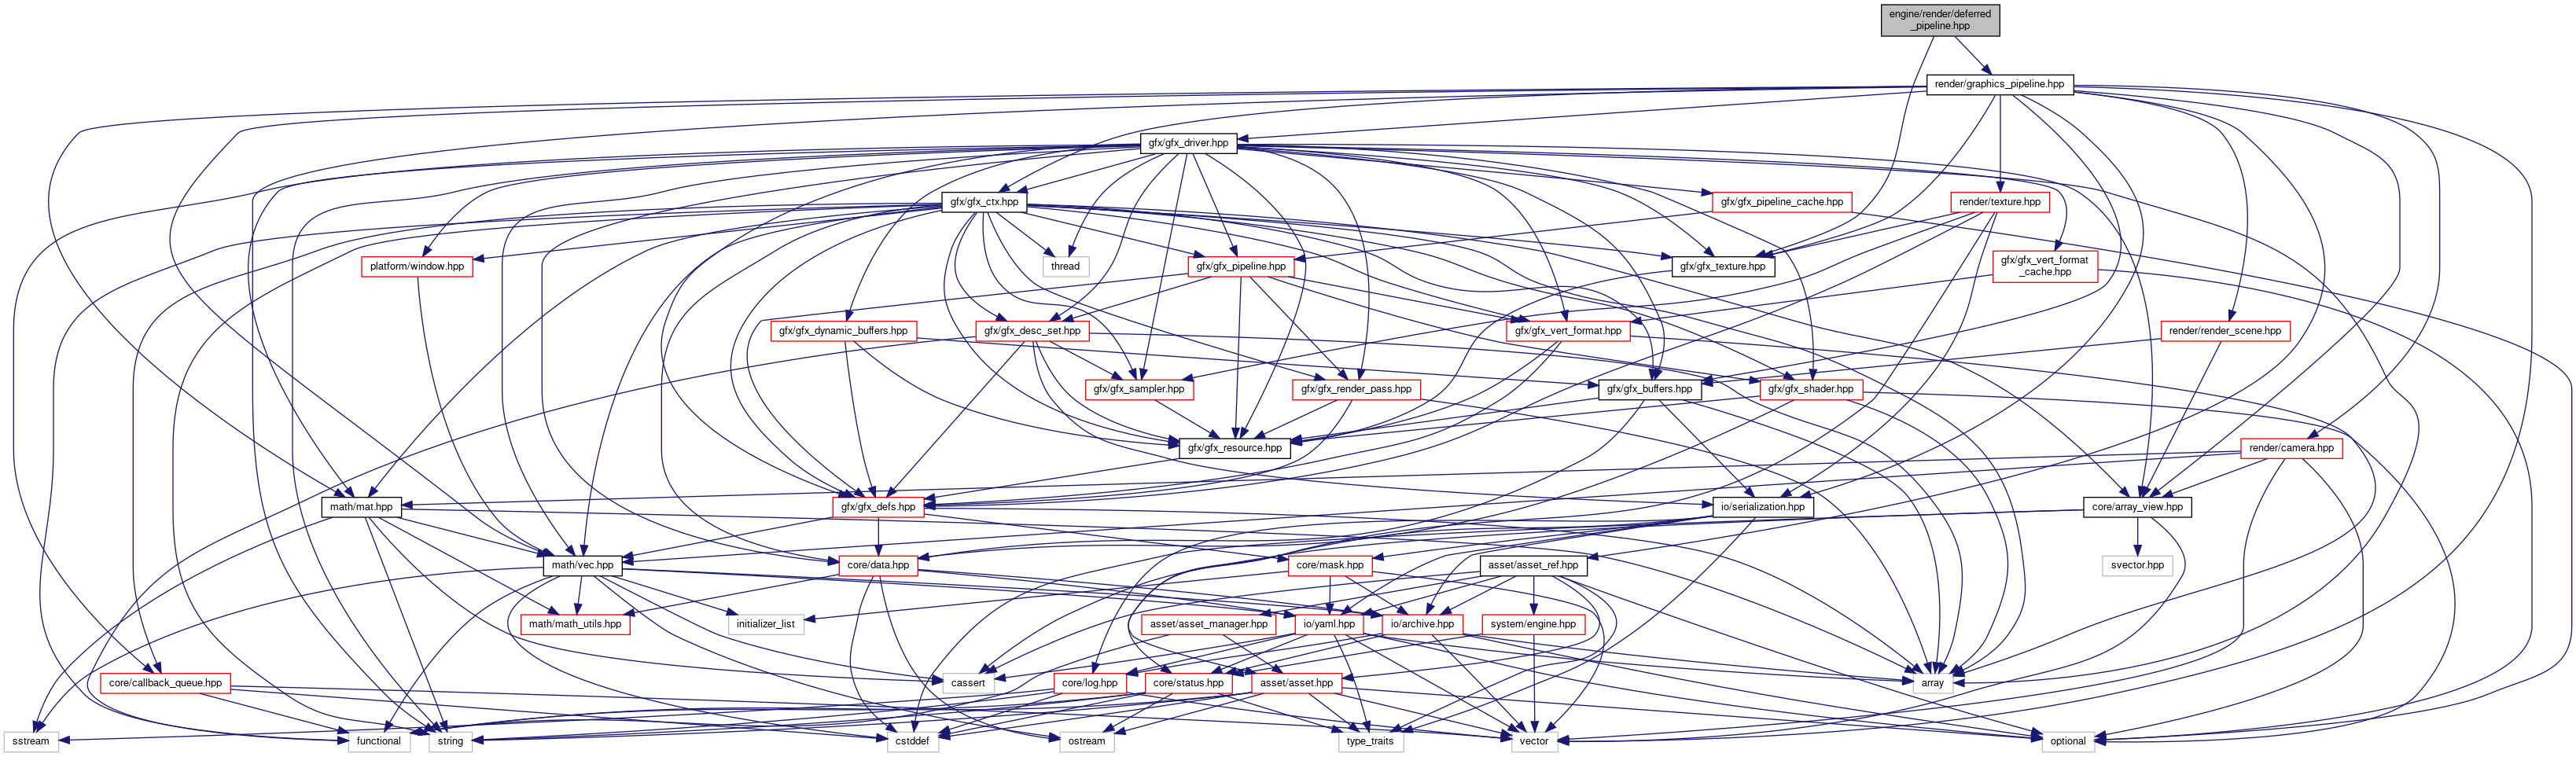 engine/render/deferred
_pipeline.hpp
render/graphics_pipeline.hpp
gfx/gfx_driver.hpp
gfx/gfx_ctx.hpp
gfx/gfx_pipeline_cache.hpp
render/texture.hpp
platform/window.hpp
thread
gfx/gfx_pipeline.hpp
gfx/gfx_texture.hpp
gfx/gfx_vert_format
_cache.hpp
gfx/gfx_dynamic_buffers.hpp
gfx/gfx_desc_set.hpp
gfx/gfx_vert_format.hpp
render/render_scene.hpp
gfx/gfx_sampler.hpp
gfx/gfx_render_pass.hpp
gfx/gfx_buffers.hpp
gfx/gfx_shader.hpp
gfx/gfx_resource.hpp
render/camera.hpp
math/mat.hpp
gfx/gfx_defs.hpp
io/serialization.hpp
core/array_view.hpp
math/vec.hpp
core/data.hpp
core/mask.hpp
asset/asset_ref.hpp
svector.hpp
math/math_utils.hpp
initializer_list
asset/asset_manager.hpp
io/yaml.hpp
io/archive.hpp
system/engine.hpp
core/callback_queue.hpp
cassert
core/log.hpp
core/status.hpp
asset/asset.hpp
array
sstream
functional
string
cstddef
ostream
type_traits
vector
optional